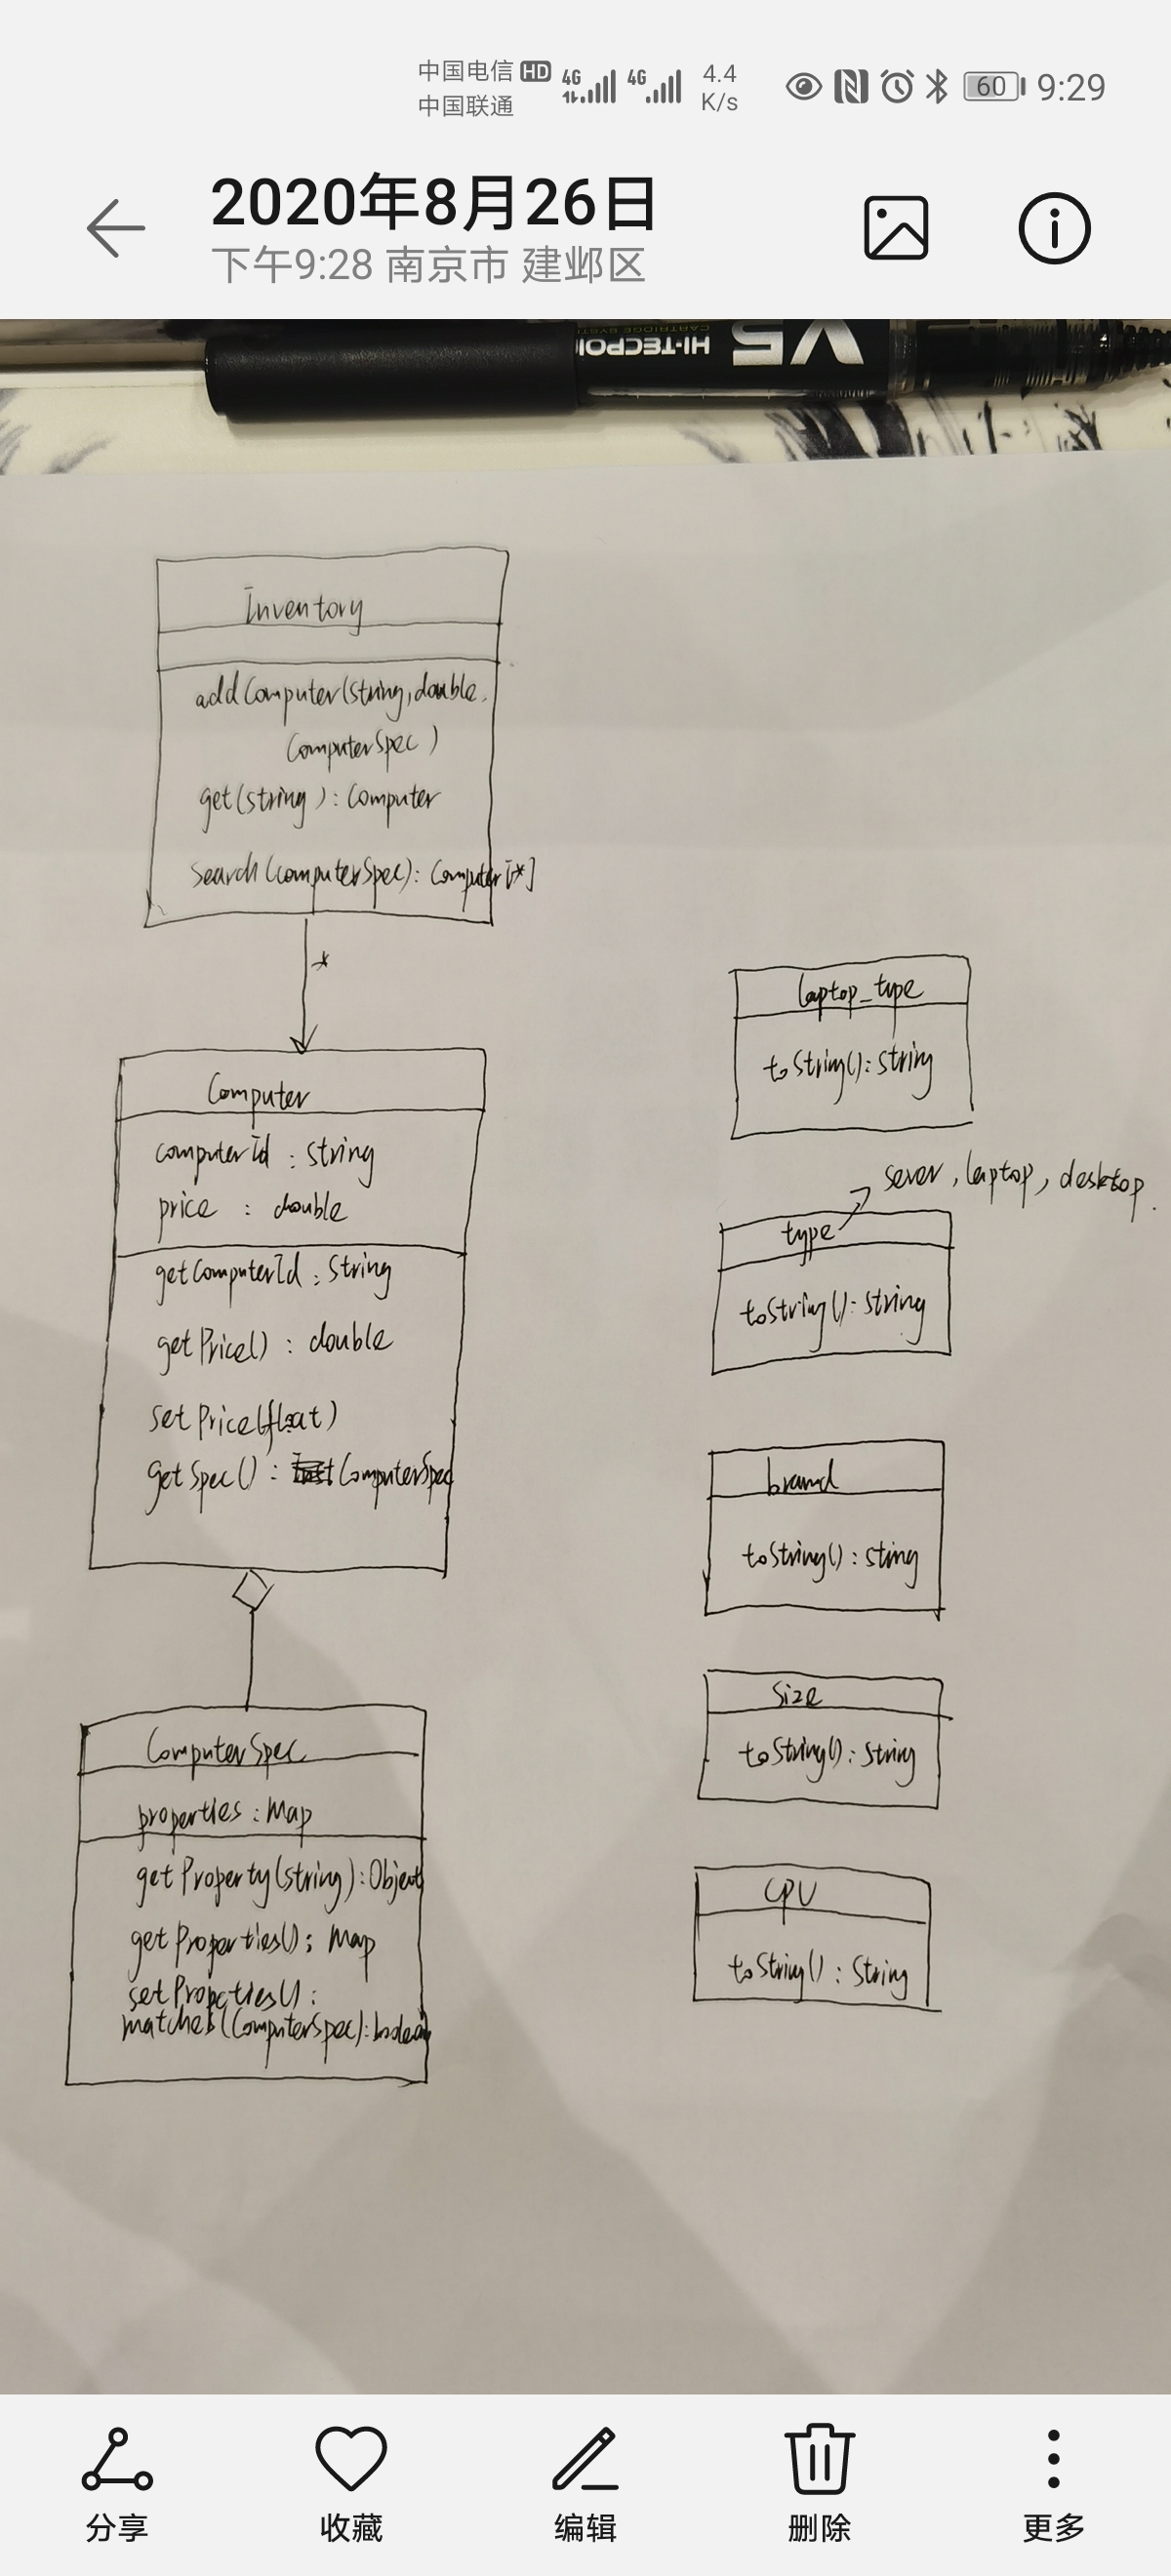 中国电信 HD 4G 4G 4.4
中国联通 K/s 60 9:29
2020年8月26日
下午9:28 南京市 建邺区
HI-TECPOI
CARTRIDGE SYST
V5
Inventory
addComputer(String,double,
ComputerSpec)
get(string): Computer
Search(computerSpec): Computer[*]
*
Computer
computerId : String
price : double
getComputerId : String
getPrice() : double
setPrice(float)
getSpec() : ComputerSpec
ComputerSpec
properties : Map
getProperty(string): Object
getProperties(): Map
setProperties():
matches(ComputerSpec): boolean
laptop_type
toString(): String
sever, laptop, desktop.
type
toString(): String
brand
toString(): sting
Size
toString(): String
CPU
toString(): String
分享
收藏
编辑
删除
更多